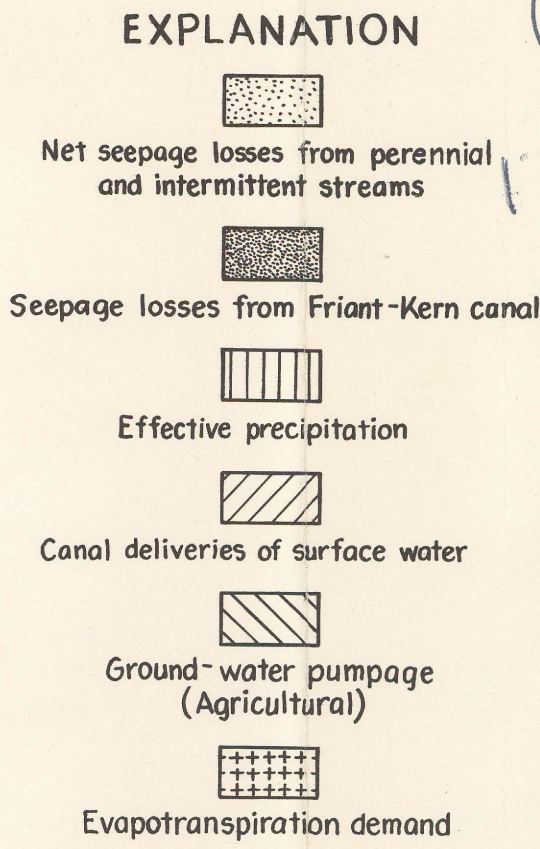 EXPLANATION
Net seepage losses from perennial
and intermittent streams
Seepage losses from Friant-Kern canal
Effective precipitation
Canal deliveries of surface water
Ground-water pumpage
(Agricultural)
Evapotranspiration demand